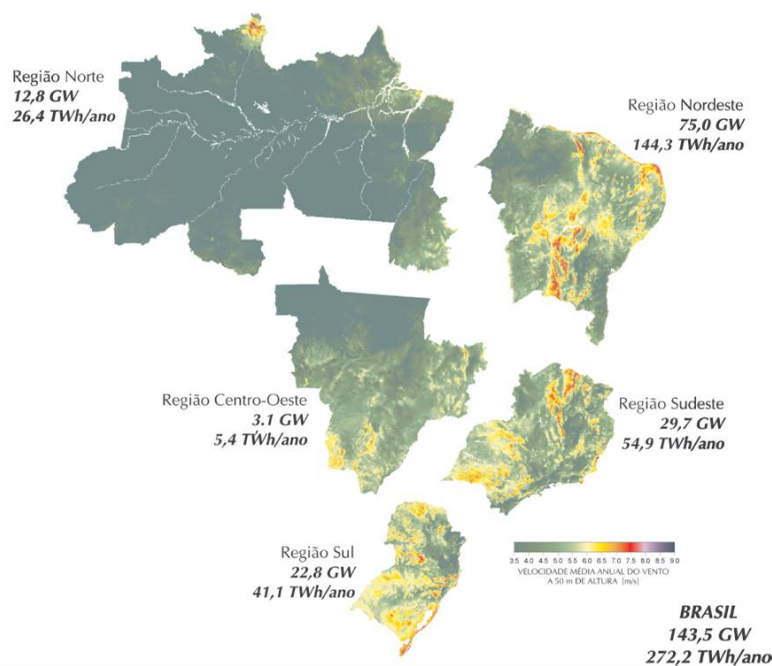 Região Norte
12,8 GW
26,4 TWh/ano
Região Nordeste
75,0 GW
144,3 TWh/ano
Região Centro-Oeste
3.1 GW
5,4 TWh/ano
Região Sudeste
29,7 GW
54,9 TWh/ano
Região Sul
22,8 GW
41,1 TWh/ano
3.5 4.0 4.5 5.0 5.5 6.0 6.5 7.0 7.5 8.0 8.5 9.0
VELOCIDADE MÉDIA ANUAL DO VENTO
A 50 m DE ALTURA [m/s]
BRASIL
143,5 GW
272,2 TWh/ano